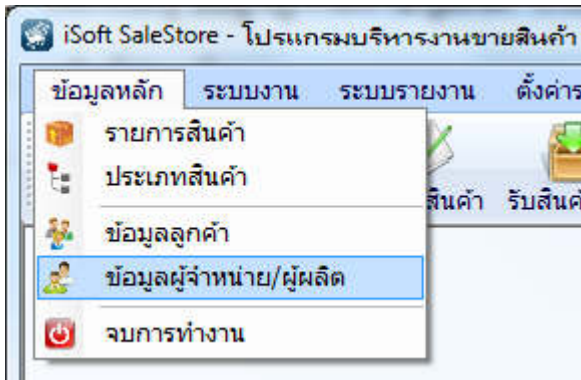 iSoft SaleStore - โปรแกรมบริหารงานขายสินค้า
ข้อมูลหลัก ระบบงาน ระบบรายงาน ตั้งค่าร
รายการสินค้า
ประเภทสินค้า
สินค้า รับสินค้
ข้อมูลลูกค้า
ข้อมูลผู้จำหน่าย/ผู้ผลิต
จบการทำงาน